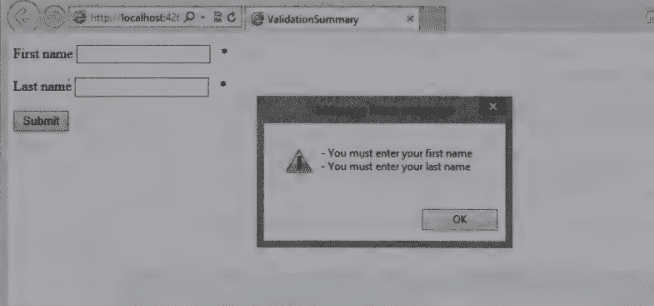 http://localhost:42
ValidationSummary
First name *
Last name *
Submit
- You must enter your first name
- You must enter your last name
OK